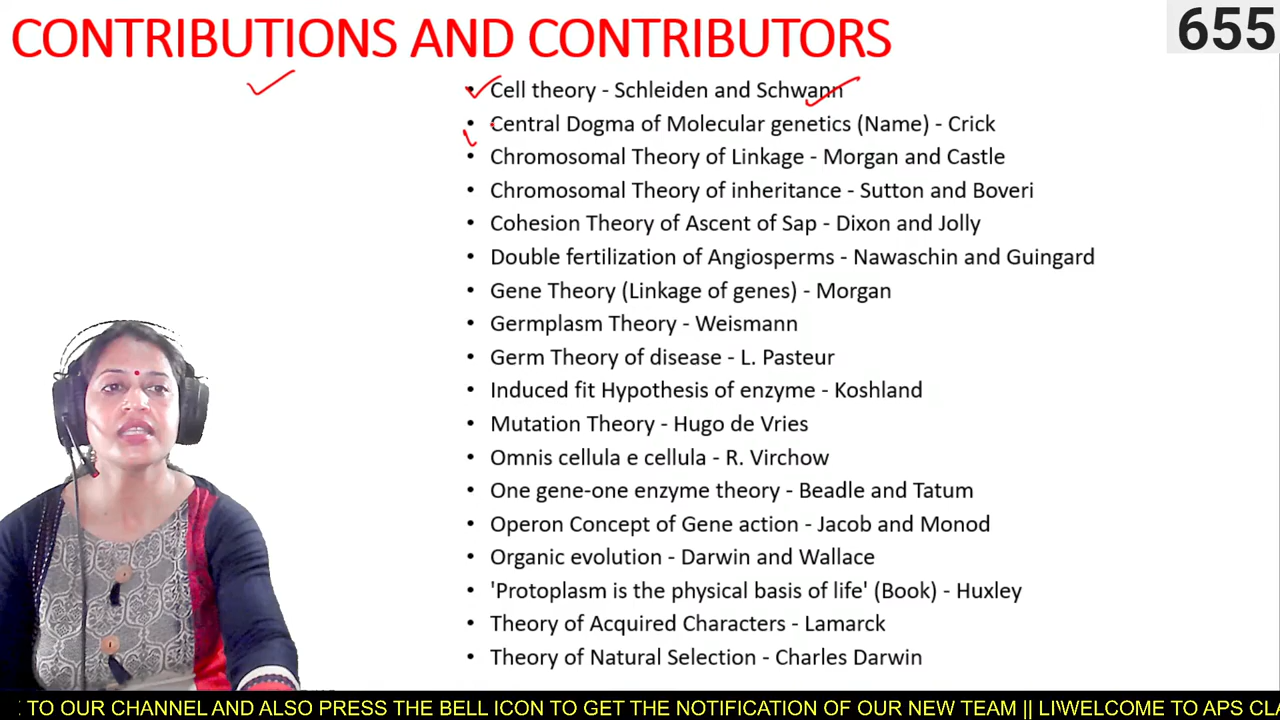 CONTRIBUTIONS AND CONTRIBUTORS
655
• Cell theory - Schleiden and Schwann
• Central Dogma of Molecular genetics (Name) - Crick
• Chromosomal Theory of Linkage - Morgan and Castle
• Chromosomal Theory of inheritance - Sutton and Boveri
• Cohesion Theory of Ascent of Sap - Dixon and Jolly
• Double fertilization of Angiosperms - Nawaschin and Guingard
• Gene Theory (Linkage of genes) - Morgan
• Germplasm Theory - Weismann
• Germ Theory of disease - L. Pasteur
• Induced fit Hypothesis of enzyme - Koshland
• Mutation Theory - Hugo de Vries
• Omnis cellula e cellula - R. Virchow
• One gene-one enzyme theory - Beadle and Tatum
• Operon Concept of Gene action - Jacob and Monod
• Organic evolution - Darwin and Wallace
• 'Protoplasm is the physical basis of life' (Book) - Huxley
• Theory of Acquired Characters - Lamarck
• Theory of Natural Selection - Charles Darwin
TO OUR CHANNEL AND ALSO PRESS THE BELL ICON TO GET THE NOTIFICATION OF OUR NEW TEAM || LI
WELCOME TO APS CLA